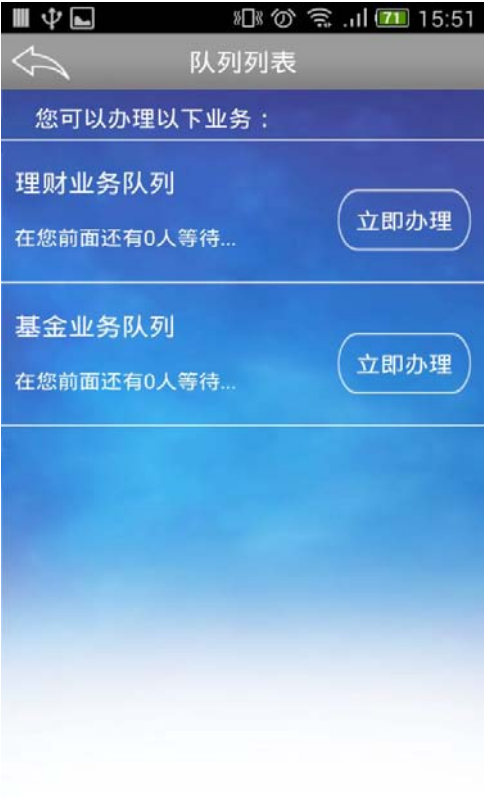 71 15:51
队列列表
您可以办理以下业务：
理财业务队列
立即办理
在您前面还有0人等待...
基金业务队列
立即办理
在您前面还有0人等待...